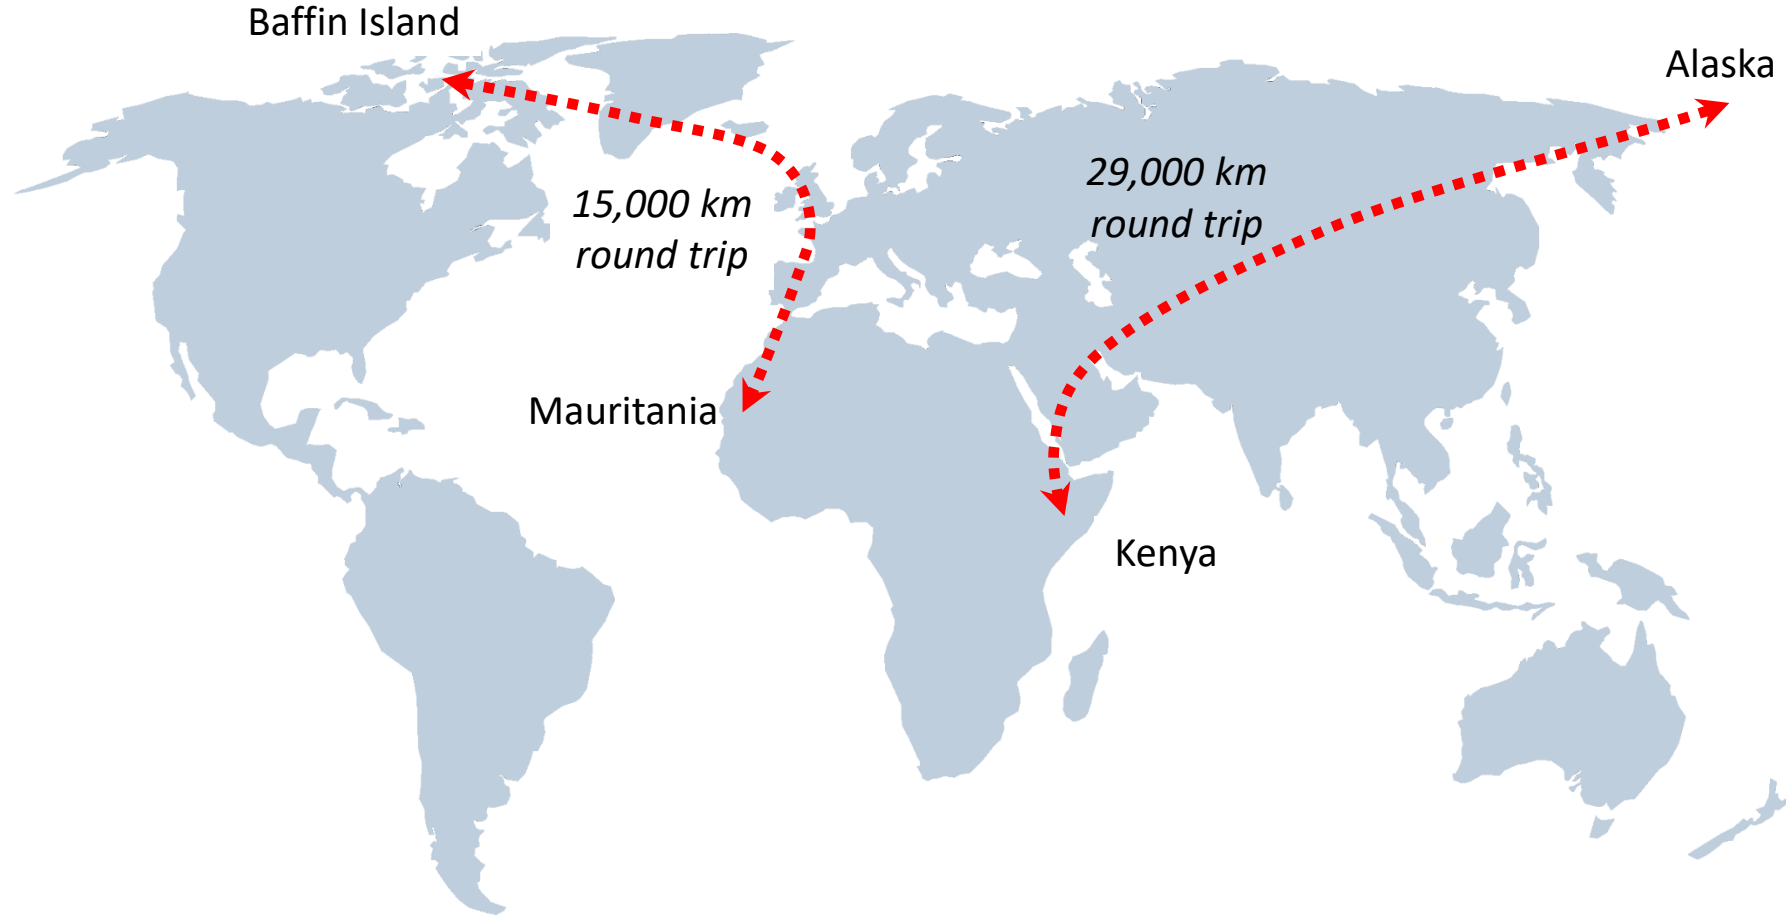 Baffin Island
Alaska
29,000 km
round trip
15,000 km
round trip
Mauritania
Kenya